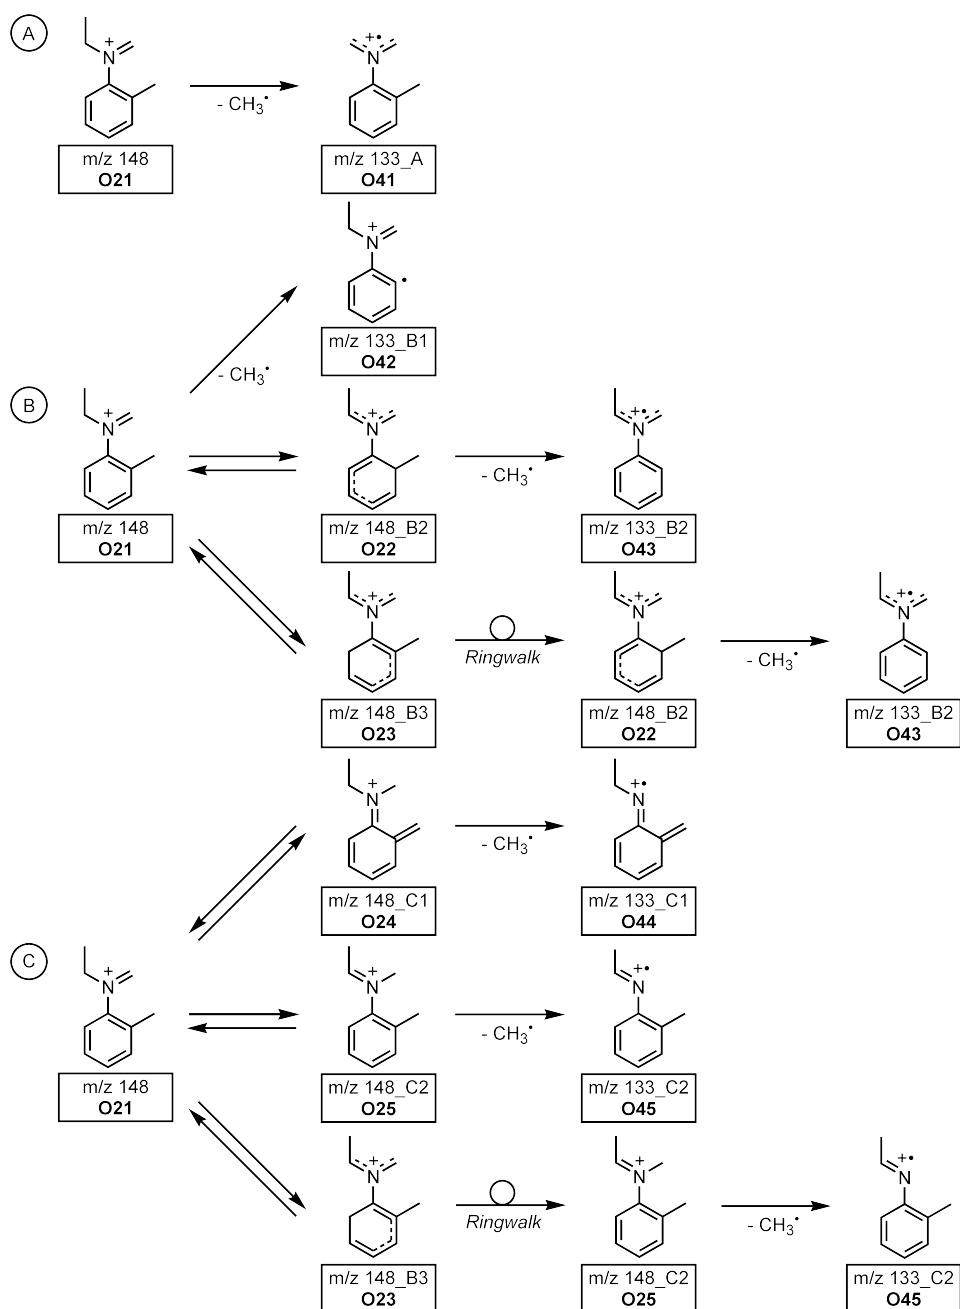 A
N
+
- CH3•
N
+•
m/z 148
O21
m/z 133_A
O41
N
+
m/z 133_B1
O42
- CH3•
B
N
+
N
+
- CH3•
N
+•
m/z 148
O21
m/z 148_B2
O22
m/z 133_B2
O43
N
+
Ringwalk
N
+
- CH3•
N
+•
m/z 148_B3
O23
m/z 148_B2
O22
m/z 133_B2
O43
N
+
- CH3•
N
+•
m/z 148_C1
O24
m/z 133_C1
O44
C
N
+
N
+
- CH3•
N
+•
m/z 148
O21
m/z 148_C2
O25
m/z 133_C2
O45
N
+
Ringwalk
N
+
- CH3•
N
+•
m/z 148_B3
O23
m/z 148_C2
O25
m/z 133_C2
O45